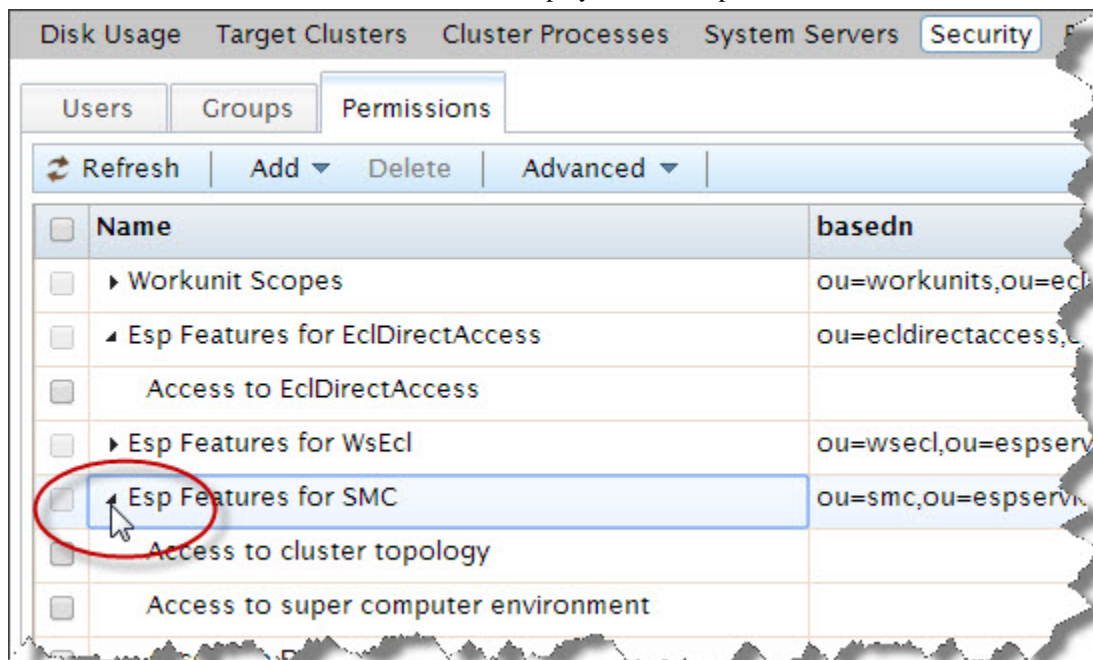 Disk Usage Target Clusters Cluster Processes System Servers Security
Users Groups Permissions
Refresh Add Delete Advanced
Name basedn
Workunit Scopes ou=workunits,ou=ecl
Esp Features for EclDirectAccess ou=ecldirectaccess,
Access to EclDirectAccess
Esp Features for WsEcl ou=wsecl,ou=espserv
Esp Features for SMC ou=smc,ou=espservi
Access to cluster topology
Access to super computer environment